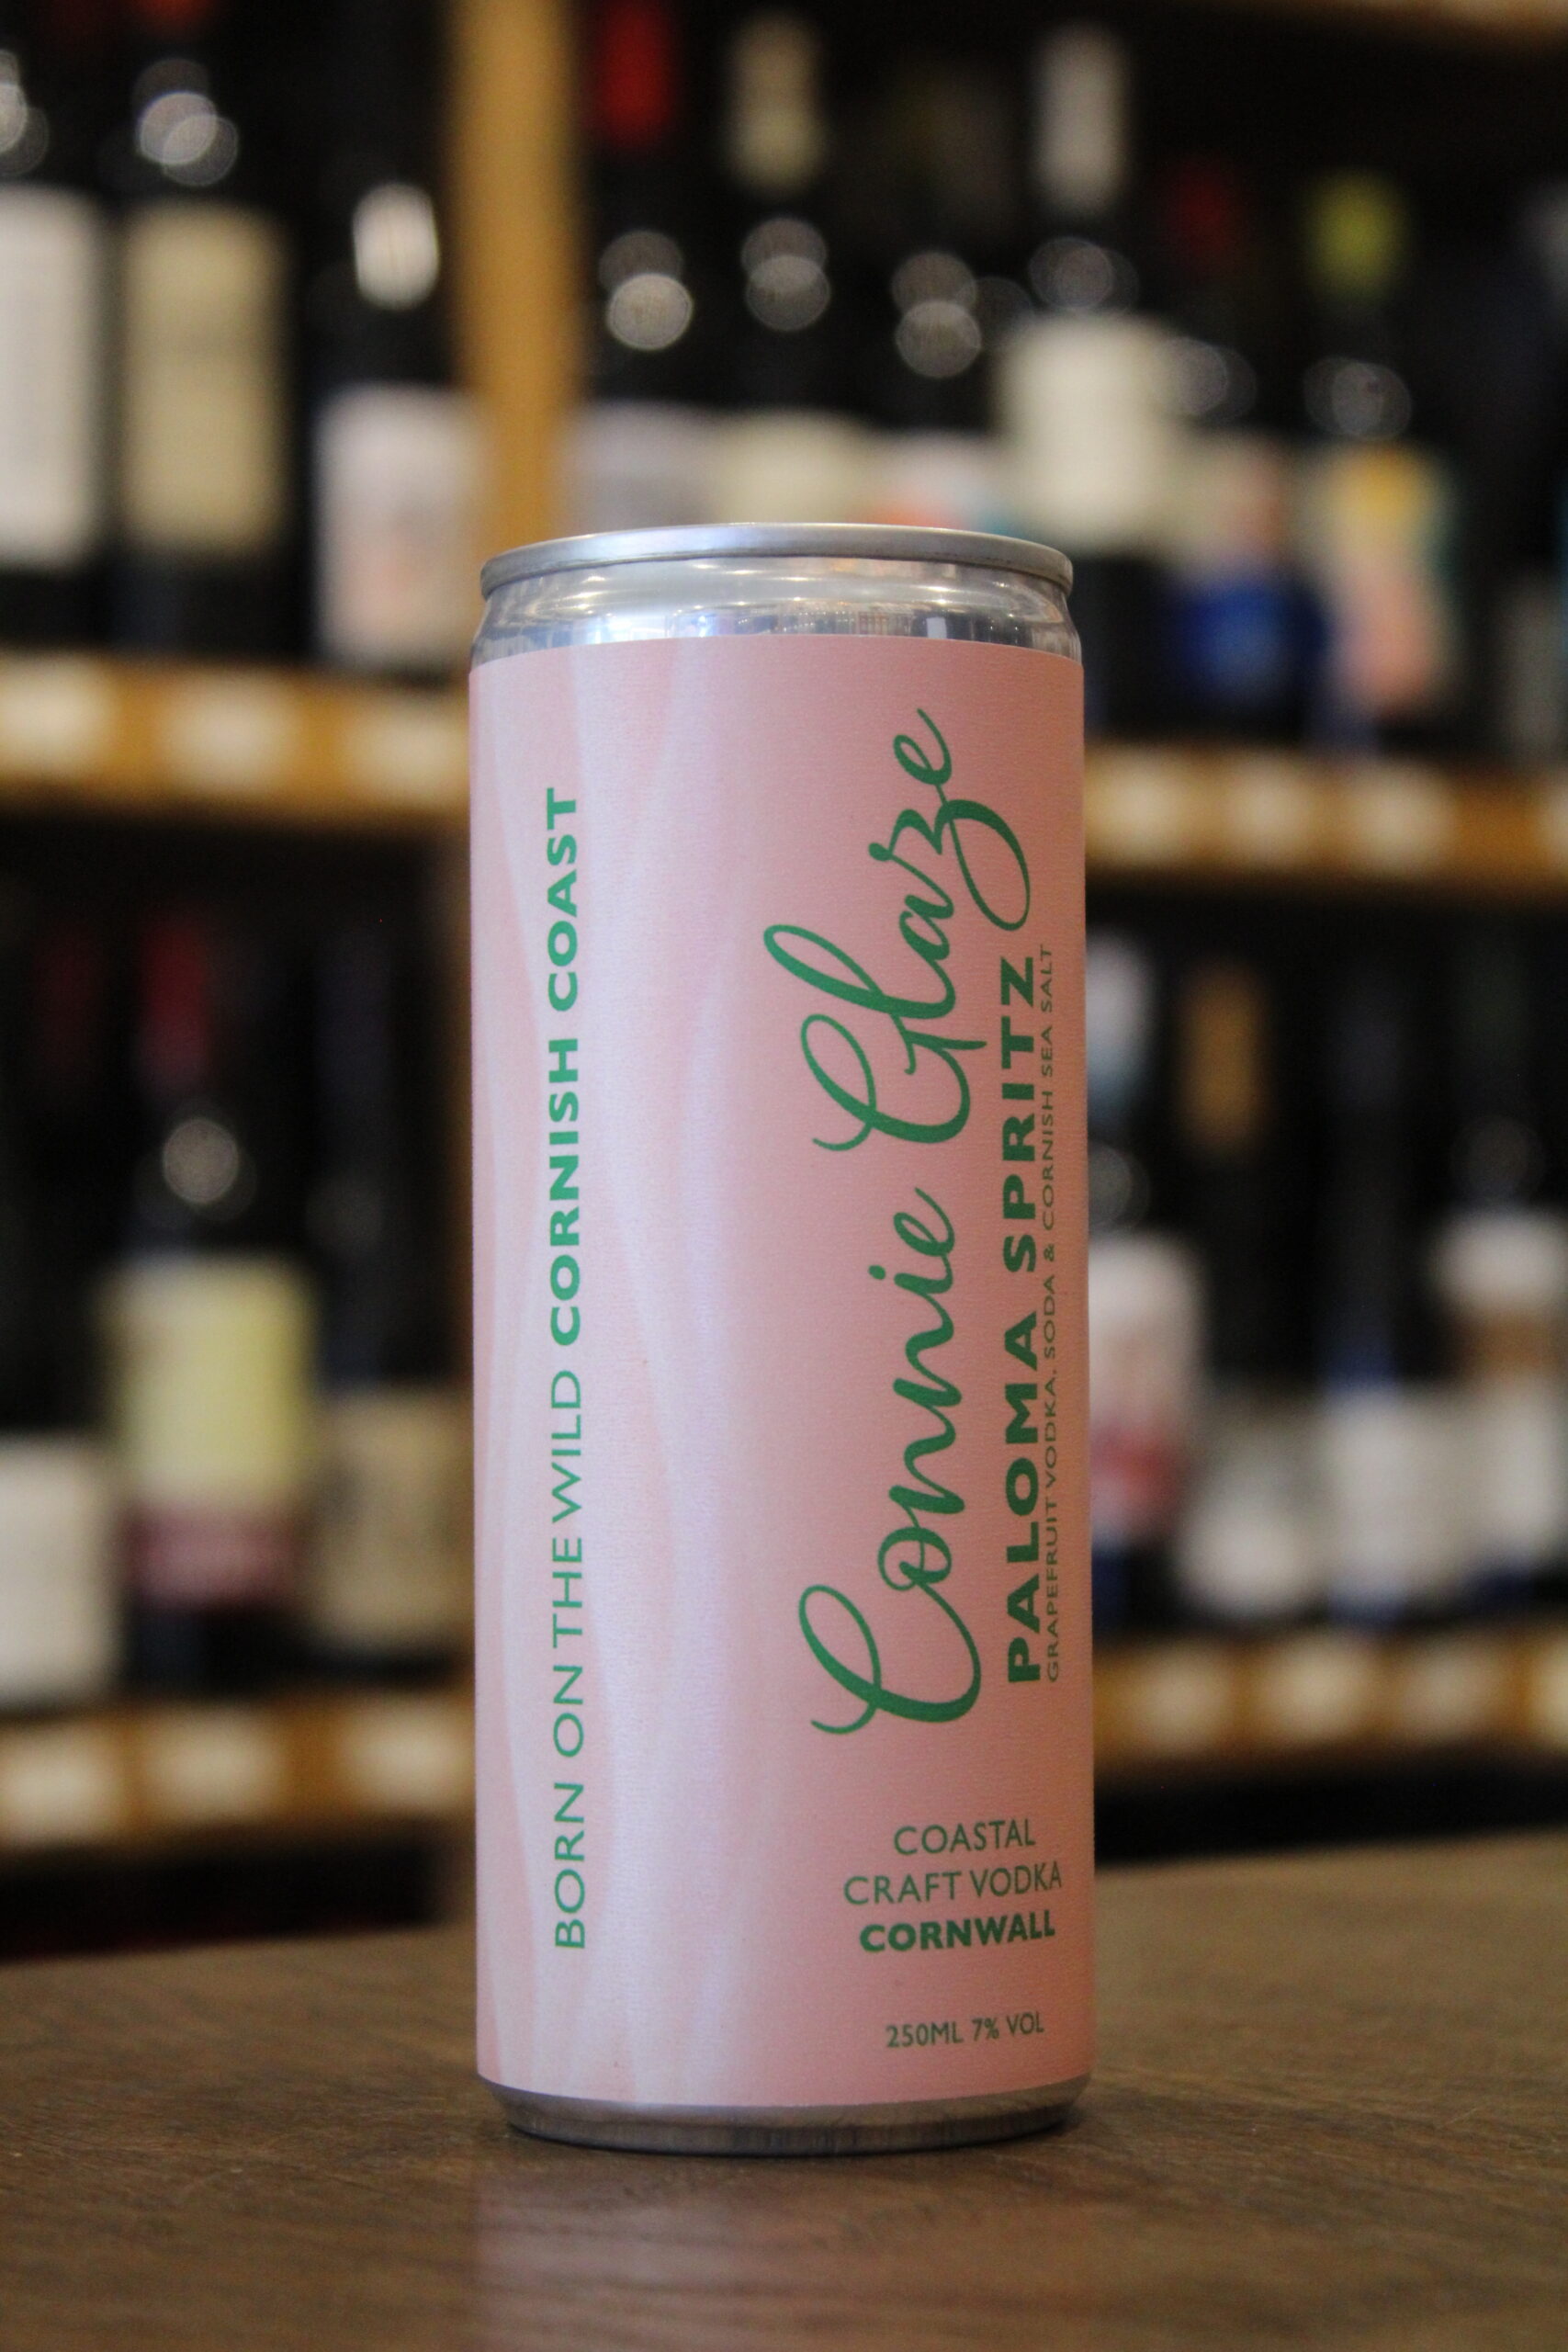 BORN ON THE WILD CORNISH COAST
Connie Glaze
PALOMA SPRITZ
GRAPEFRUIT VODKA, SODA & CORNISH SEA SALT
COASTAL
CRAFT VODKA
CORNWALL
250ML 7% VOL